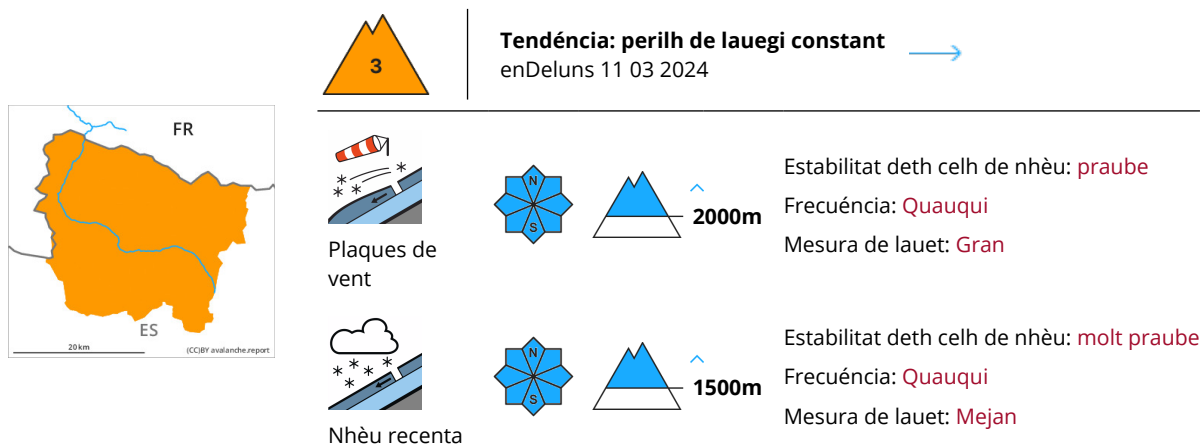 3
Tendéncia: perilh de lauegi constant
enDeluns 11 03 2024
FR
ES
20 km
(CC)BY avalanche.report
Plaques de
vent
N
S
2000m
Estabilitat deth celh de nhèu: praube
Frecuéncia: Quauqui
Mesura de lauet: Gran
Nhèu recenta
N
S
1500m
Estabilitat deth celh de nhèu: molt praube
Frecuéncia: Quauqui
Mesura de lauet: Mejan